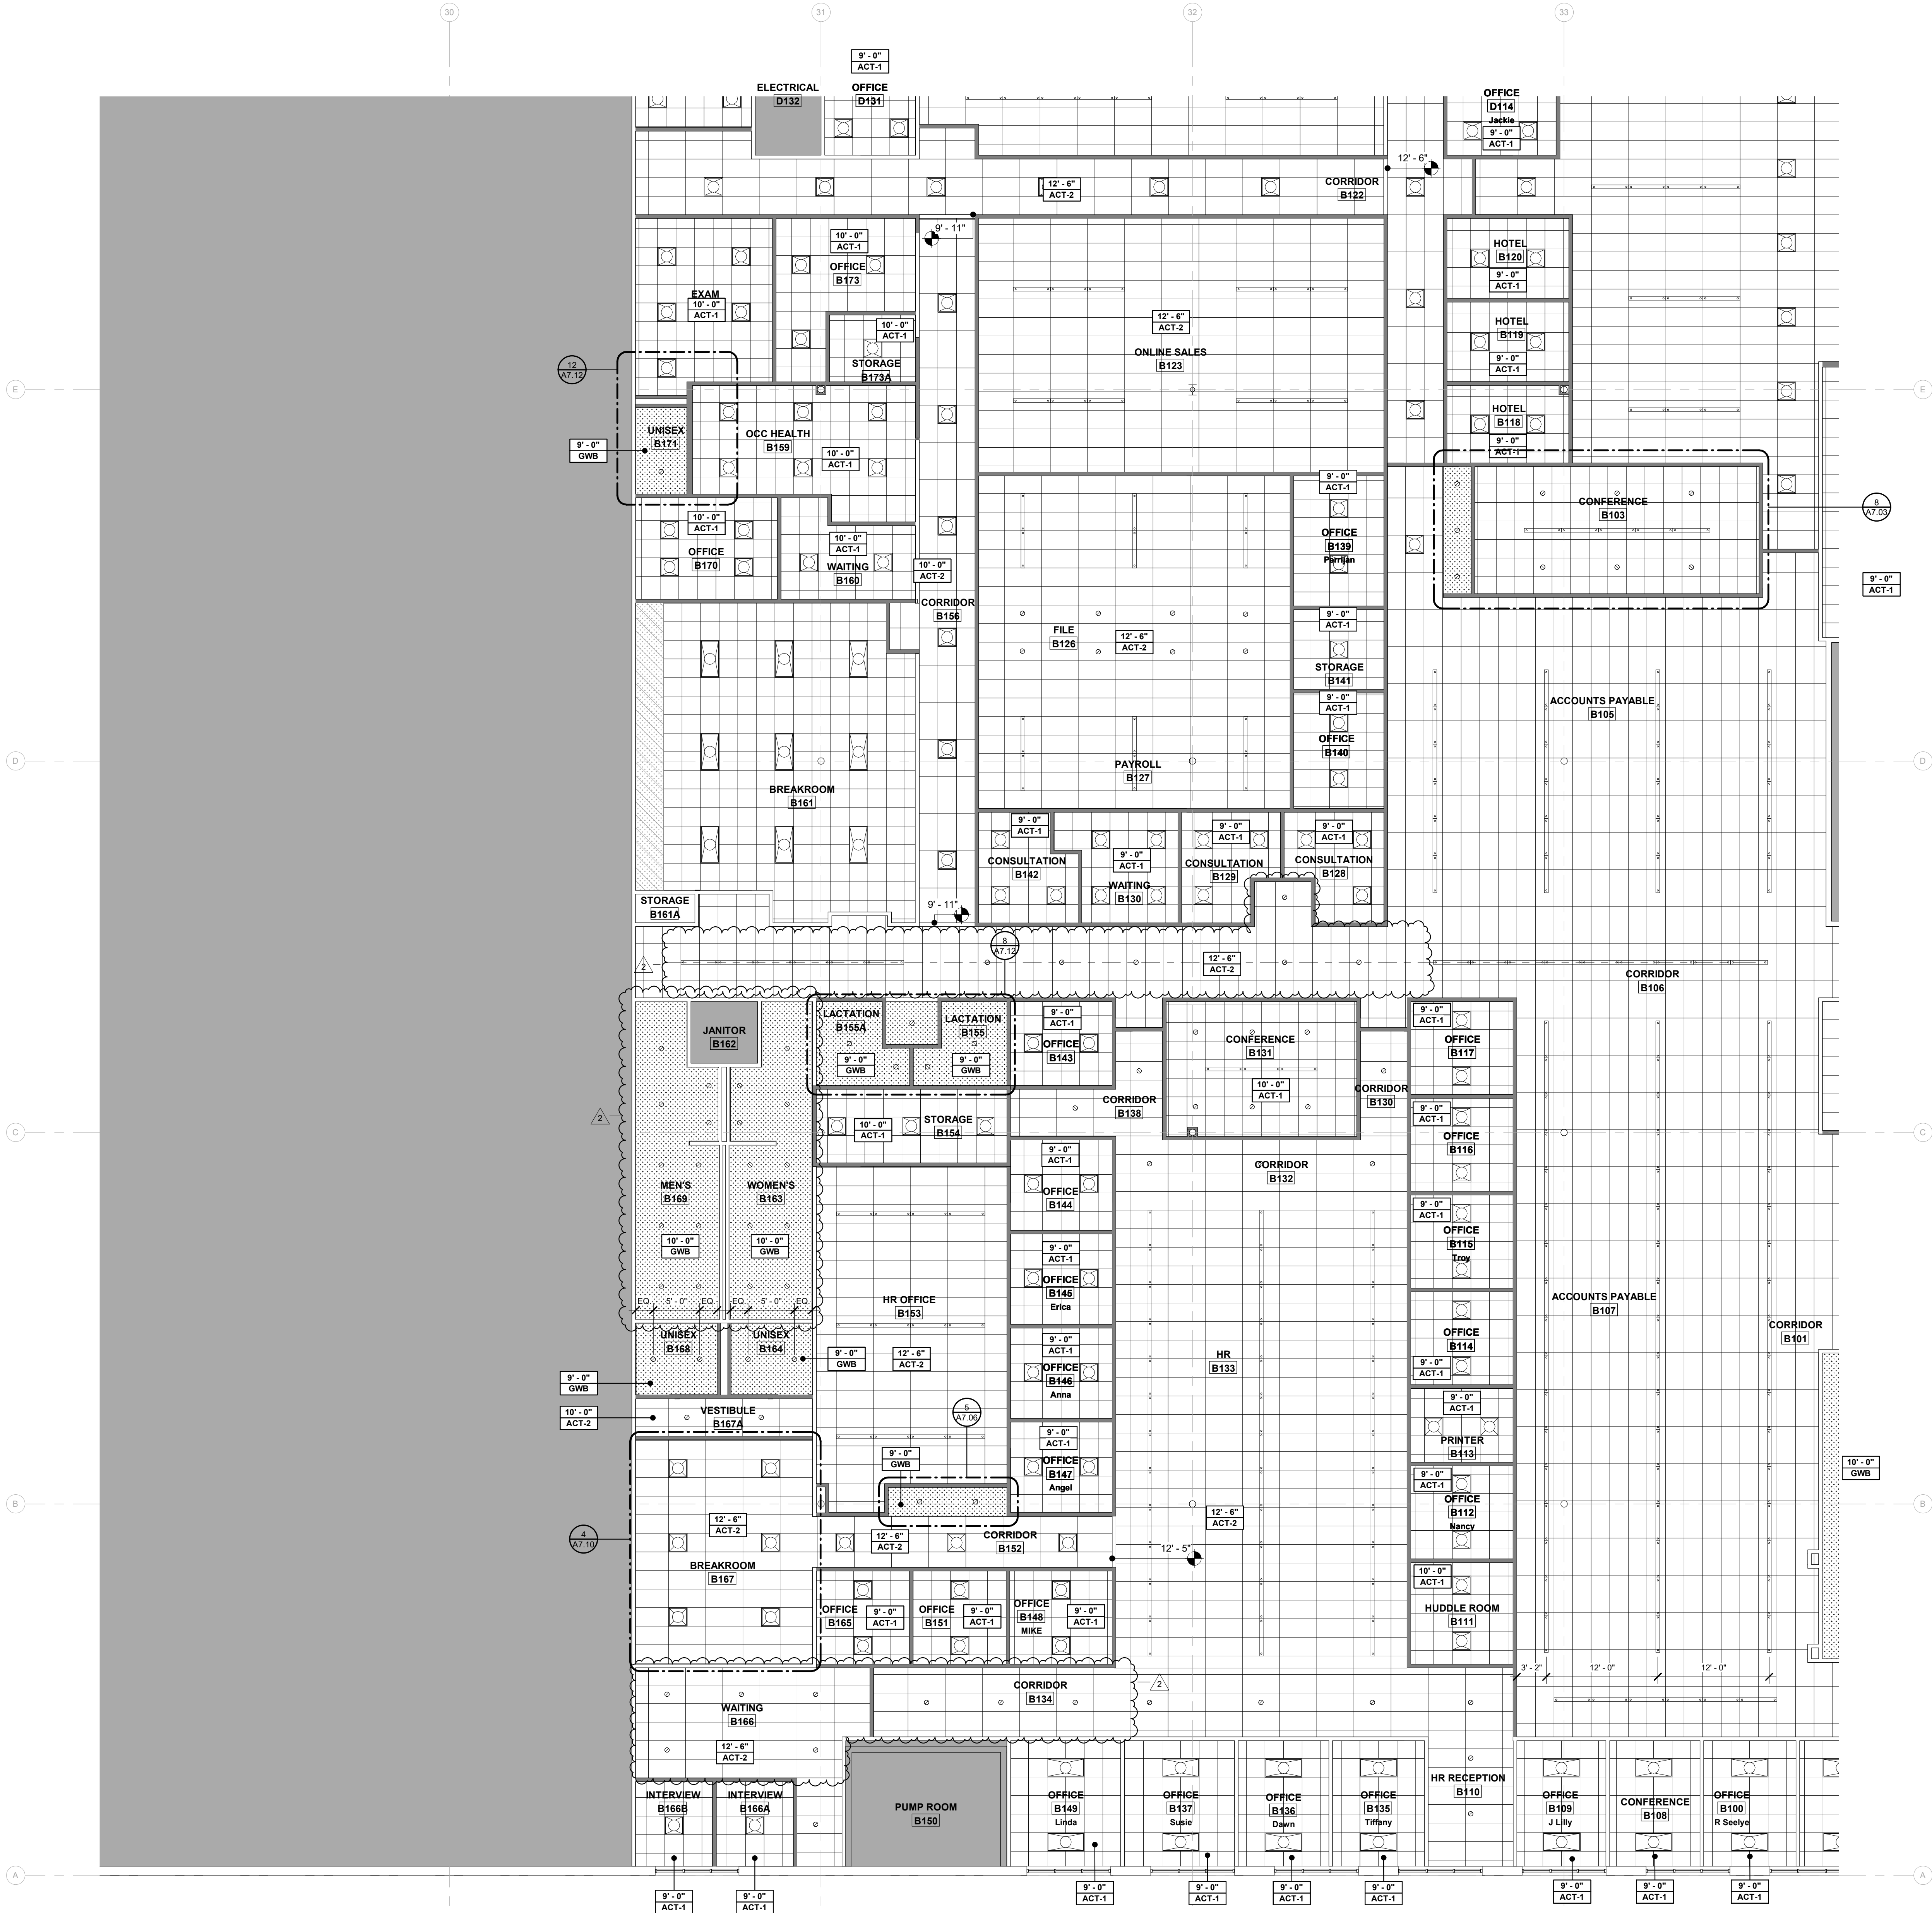 30
31
32
33
9' - 0"
ACT-1
ELECTRICAL
D132
OFFICE
D131
OFFICE
D114
Jackie
9' - 0"
ACT-1
12' - 6"
12' - 6"
ACT-2
CORRIDOR
B122
9' - 11"
10' - 0"
ACT-1
OFFICE
B173
EXAM
10' - 0"
ACT-1
10' - 0"
ACT-1
STORAGE
B173A
12' - 6"
ACT-2
ONLINE SALES
B123
HOTEL
B120
9' - 0"
ACT-1
HOTEL
B119
9' - 0"
ACT-1
HOTEL
B118
9' - 0"
ACT-1
12
A7.12
E
E
UNISEX
B171
9' - 0"
GWB
OCC HEALTH
B159
10' - 0"
ACT-1
10' - 0"
ACT-1
OFFICE
B170
10' - 0"
ACT-1
WAITING
B160
10' - 0"
ACT-2
CORRIDOR
B156
9' - 0"
ACT-1
OFFICE
B139
Parrijan
CONFERENCE
B103
8
A7.03
9' - 0"
ACT-1
FILE
B126
12' - 6"
ACT-2
9' - 0"
ACT-1
STORAGE
B141
9' - 0"
ACT-1
OFFICE
B140
ACCOUNTS PAYABLE
B105
D
D
PAYROLL
B127
BREAKROOM
B161
9' - 0"
ACT-1
CONSULTATION
B142
9' - 0"
ACT-1
WAITING
B130
9' - 0"
ACT-1
CONSULTATION
B129
9' - 0"
ACT-1
CONSULTATION
B128
STORAGE
B161A
9' - 11"
8
A7.12
2
12' - 6"
ACT-2
CORRIDOR
B106
JANITOR
B162
LACTATION
B155A
9' - 0"
GWB
LACTATION
B155
9' - 0"
GWB
9' - 0"
ACT-1
OFFICE
B143
CONFERENCE
B131
10' - 0"
ACT-1
9' - 0"
ACT-1
OFFICE
B117
CORRIDOR
B138
CORRIDOR
B130
2
C
C
10' - 0"
ACT-1
STORAGE
B154
9' - 0"
ACT-1
OFFICE
B116
9' - 0"
ACT-1
OFFICE
B144
CORRIDOR
B132
MEN'S
B169
WOMEN'S
B163
10' - 0"
GWB
10' - 0"
GWB
9' - 0"
ACT-1
OFFICE
B115
Troy
9' - 0"
ACT-1
OFFICE
B145
Erica
EQ
5' - 0"
EQ
EQ
5' - 0"
EQ
HR OFFICE
B153
12' - 6"
ACT-2
ACCOUNTS PAYABLE
B107
CORRIDOR
B101
UNISEX
B168
UNISEX
B164
9' - 0"
GWB
9' - 0"
GWB
9' - 0"
ACT-1
OFFICE
B146
Anna
HR
B133
OFFICE
B114
9' - 0"
ACT-1
10' - 0"
ACT-2
VESTIBULE
B167A
5
A7.06
9' - 0"
GWB
9' - 0"
ACT-1
OFFICE
B147
Angel
9' - 0"
ACT-1
PRINTER
B113
10' - 0"
GWB
9' - 0"
ACT-1
OFFICE
B112
Nancy
B
B
12' - 6"
ACT-2
4
A7.10
12' - 6"
ACT-2
BREAKROOM
B167
12' - 6"
ACT-2
CORRIDOR
B152
12' - 5"
10' - 0"
ACT-1
HUDDLE ROOM
B111
OFFICE
B165
9' - 0"
ACT-1
OFFICE
B151
9' - 0"
ACT-1
OFFICE
B148
MIKE
9' - 0"
ACT-1
3' - 2"
12' - 0"
12' - 0"
CORRIDOR
B134
2
WAITING
B166
12' - 6"
ACT-2
INTERVIEW
B166B
INTERVIEW
B166A
PUMP ROOM
B150
OFFICE
B149
Linda
OFFICE
B137
Susie
OFFICE
B136
Dawn
OFFICE
B135
Tiffany
HR RECEPTION
B110
OFFICE
B109
J Lilly
CONFERENCE
B108
OFFICE
B100
R Seelye
A
A
9' - 0"
ACT-1
9' - 0"
ACT-1
9' - 0"
ACT-1
9' - 0"
ACT-1
9' - 0"
ACT-1
9' - 0"
ACT-1
9' - 0"
ACT-1
9' - 0"
ACT-1
9' - 0"
ACT-1